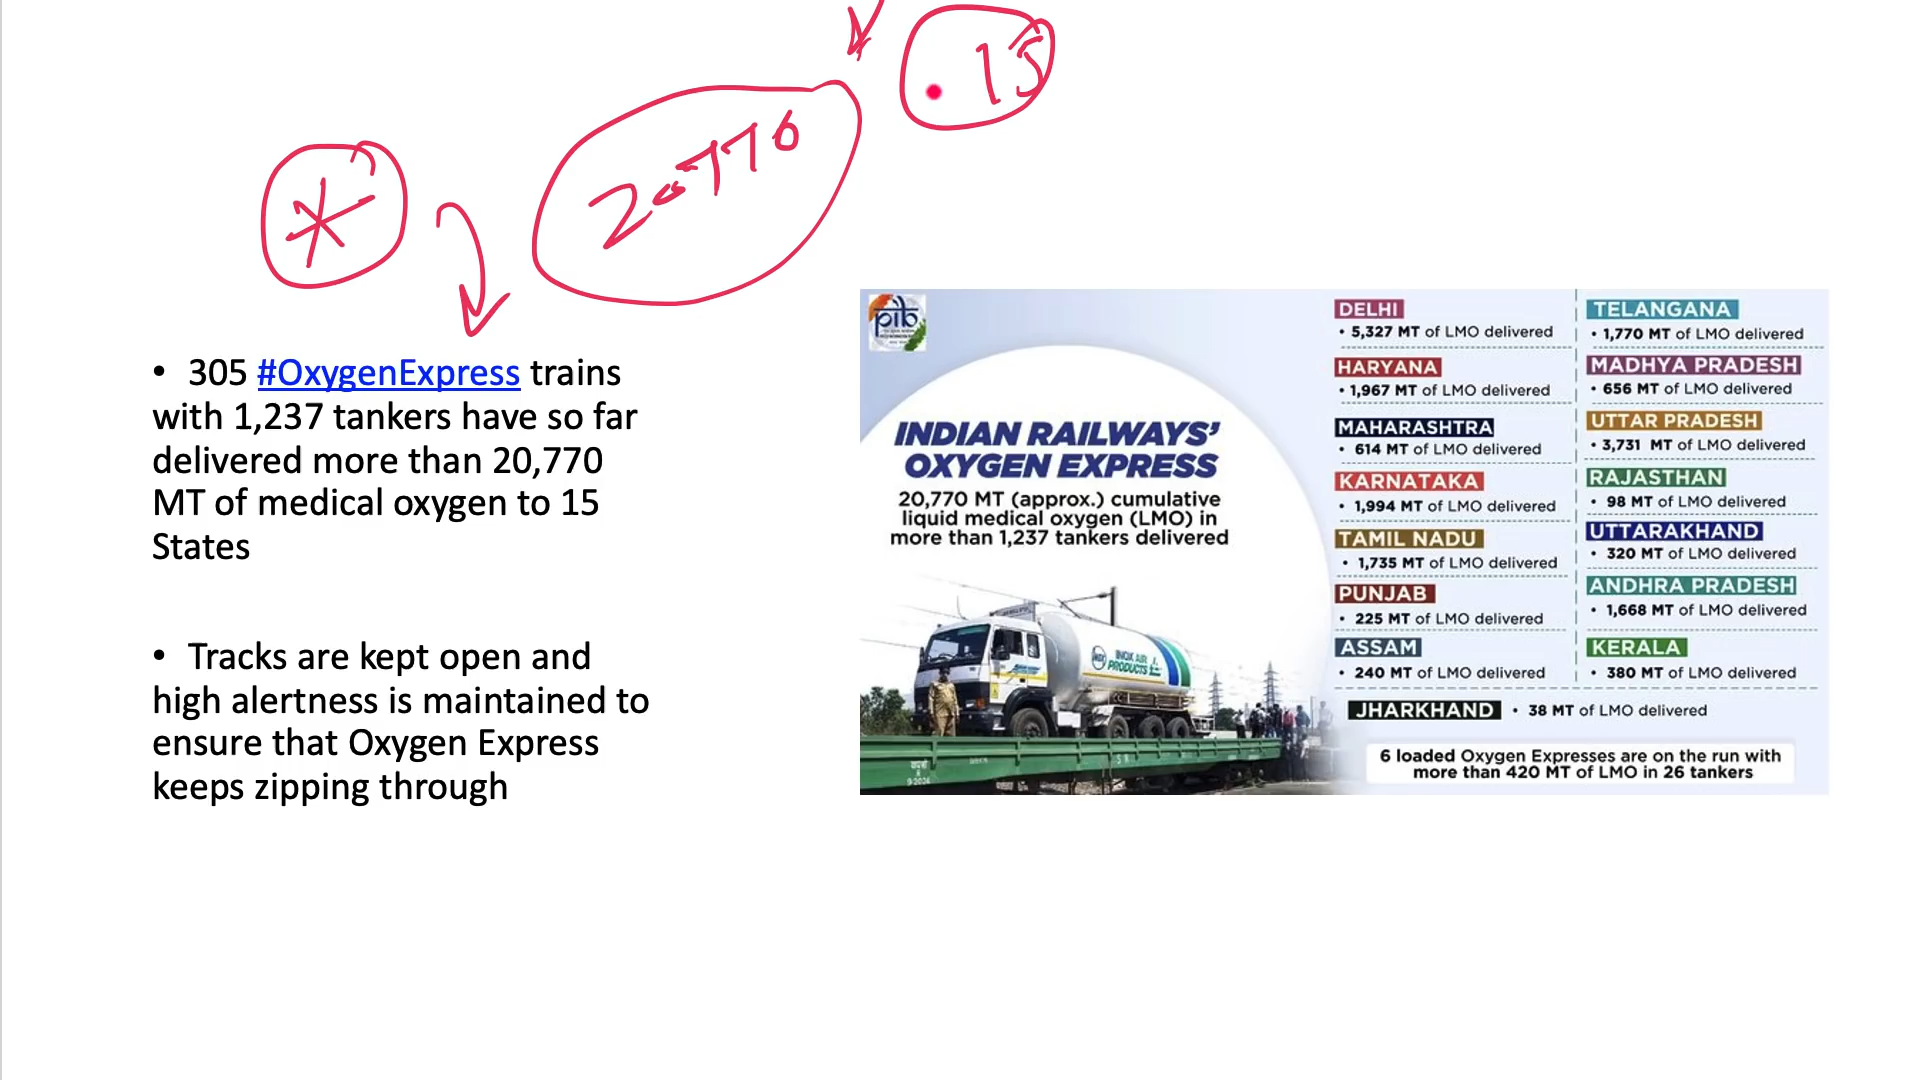 15
20770
• 305 #OxygenExpress trains
with 1,237 tankers have so far
delivered more than 20,770
MT of medical oxygen to 15
States
• Tracks are kept open and
high alertness is maintained to
ensure that Oxygen Express
keeps zipping through
pib
INDIAN RAILWAYS'
OXYGEN EXPRESS
20,770 MT (approx.) cumulative
liquid medical oxygen (LMO) in
more than 1,237 tankers delivered
INOX AIR
PRODUCTS
DELHI
• 5,327 MT of LMO delivered
HARYANA
• 1,967 MT of LMO delivered
MAHARASHTRA
• 614 MT of LMO delivered
KARNATAKA
• 1,994 MT of LMO delivered
TAMIL NADU
• 1,735 MT of LMO delivered
PUNJAB
• 225 MT of LMO delivered
ASSAM
• 240 MT of LMO delivered
TELANGANA
• 1,770 MT of LMO delivered
MADHYA PRADESH
• 656 MT of LMO delivered
UTTAR PRADESH
• 3,731 MT of LMO delivered
RAJASTHAN
• 98 MT of LMO delivered
UTTARAKHAND
• 320 MT of LMO delivered
ANDHRA PRADESH
• 1,668 MT of LMO delivered
KERALA
• 380 MT of LMO delivered
JHARKHAND • 38 MT of LMO delivered
6 loaded Oxygen Expresses are on the run with
more than 420 MT of LMO in 26 tankers